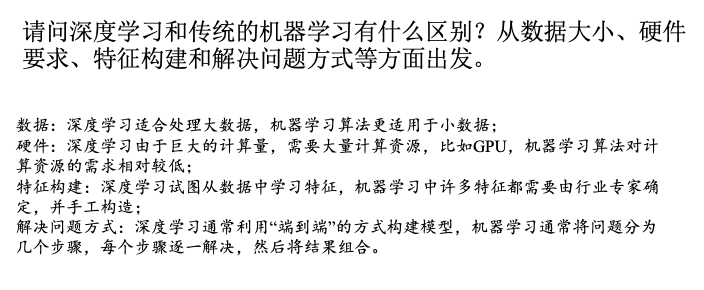 请问深度学习和传统的机器学习有什么区别？从数据大小、硬件
要求、特征构建和解决问题方式等方面出发。
数据：深度学习适合处理大数据，机器学习算法更适用于小数据；
硬件：深度学习由于巨大的计算量，需要大量计算资源，比如GPU，机器学习算法对计
算资源的需求相对较低；
特征构建：深度学习试图从数据中学习特征，机器学习中许多特征都需要由行业专家确
定，并手工构造；
解决问题方式：深度学习通常利用“端到端”的方式构建模型，机器学习通常将问题分为
几个步骤，每个步骤逐一解决，然后将结果组合。